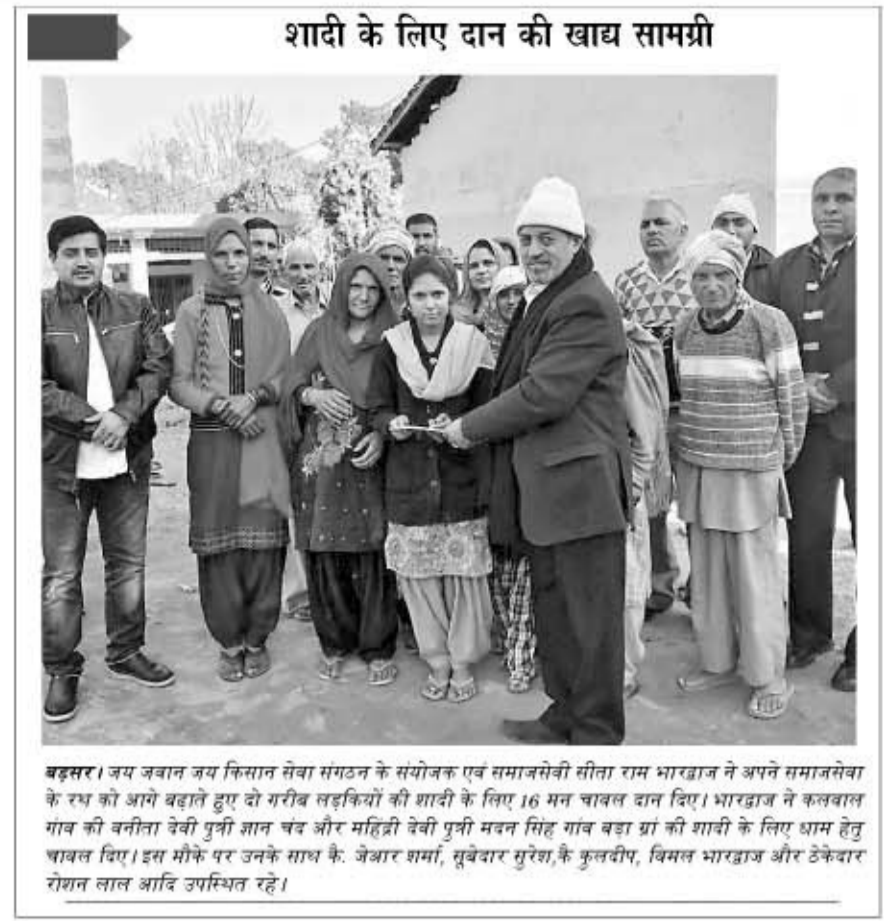 शादी के लिए दान की खाद्य सामग्री
बड़सर। जय जवान जय किसान सेवा संगठन के संयोजक एवं समाजसेवी सीता राम भारद्वाज ने अपने समाजसेवा
के रथ को आगे बढ़ाते हुए दो गरीब लड़कियों की शादी के लिए 16 मन चावल दान दिए। भारद्वाज ने कलवाल
गांव की बनीता देवी पुत्री ज्ञान चंद और महिंद्री देवी पुत्री मदन सिंह गांव बड़ा ग्रां की शादी के लिए धाम हेतु
चावल दिए। इस मौके पर उनके साथ कै. जेआर शर्मा, सूबेदार सुरेश,कै कुलदीप, विमल भारद्वाज और ठेकेदार
रोशन लाल आदि उपस्थित रहे।